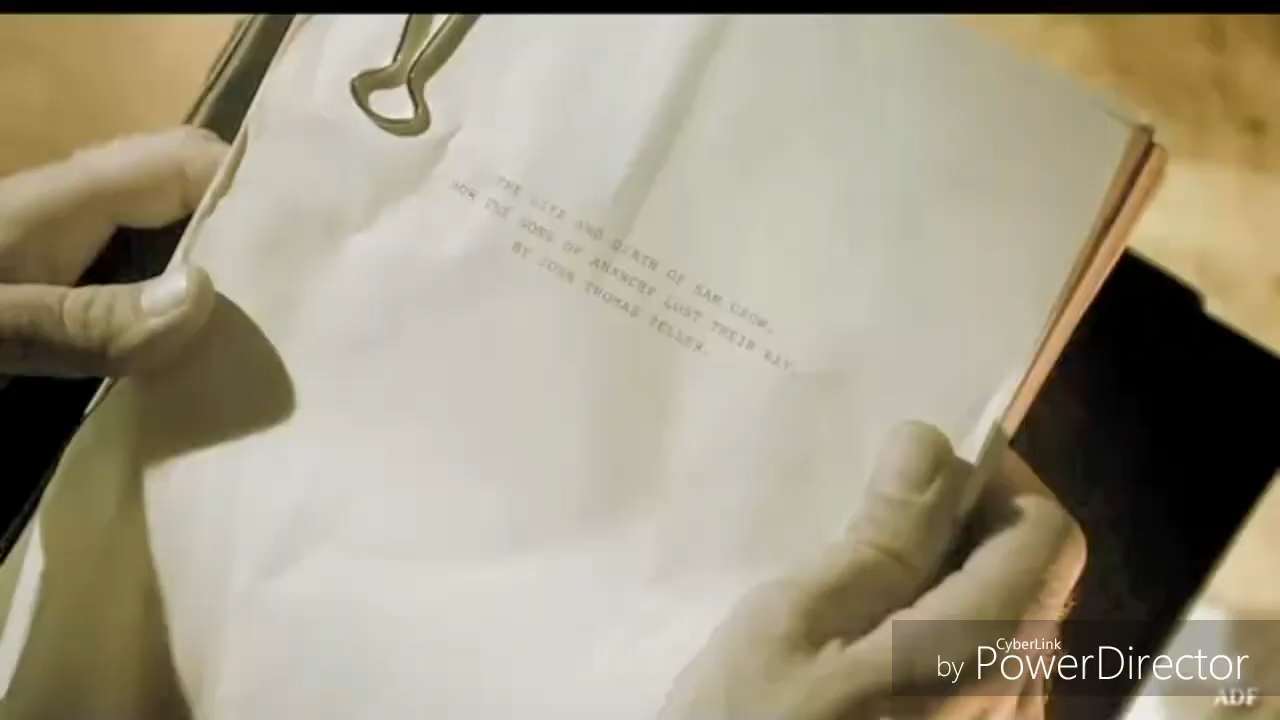 THE LIFE AND DEATH OF SAM CROW.
HOW THE SONS OF ANARCHY LOST THEIR WAY.
BY JOHN THOMAS TELLER.
CyberLink
by PowerDirector
ADF